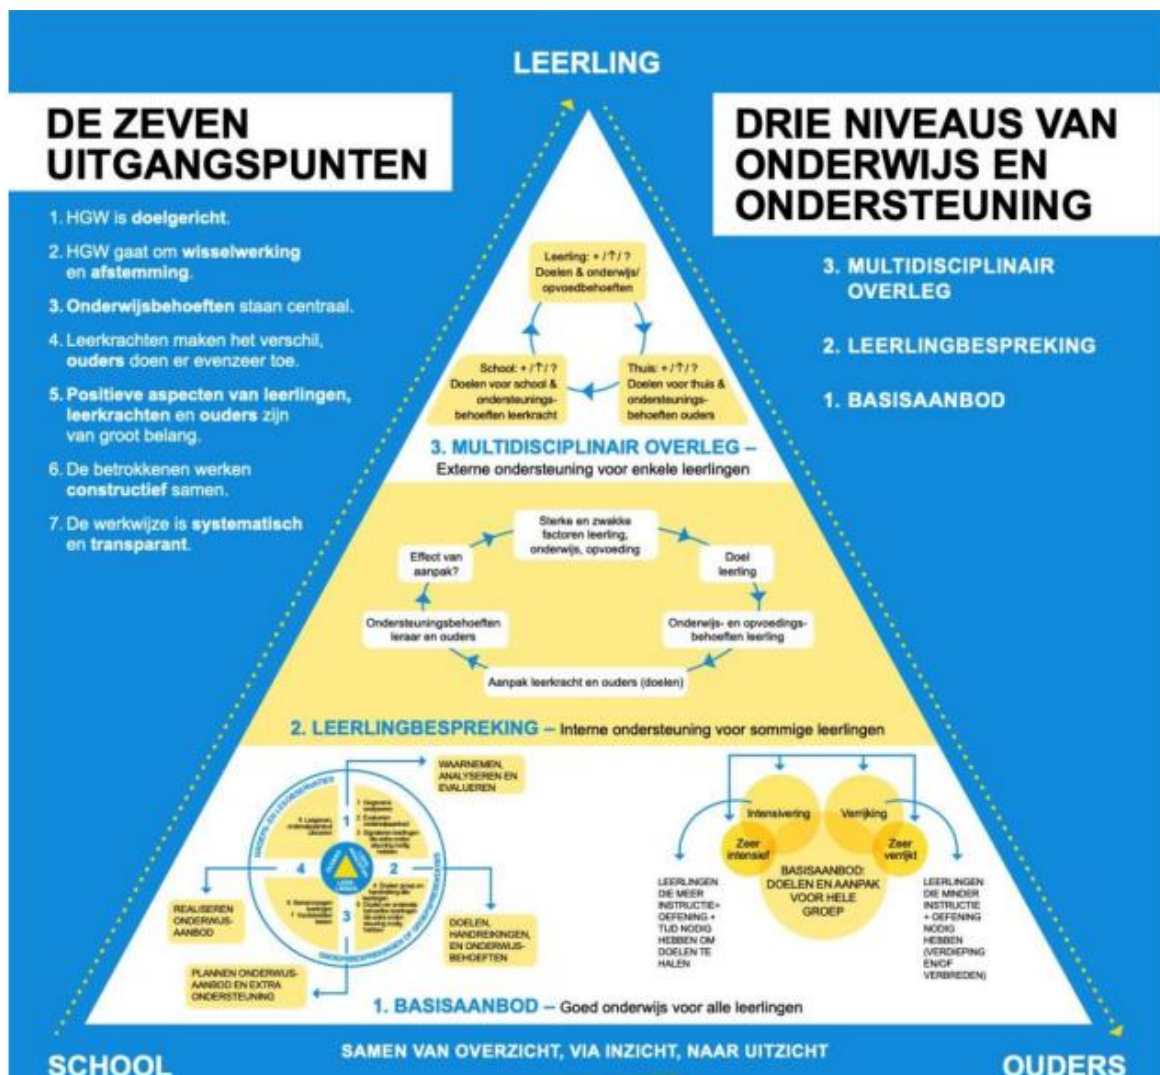 LEERLING
DE ZEVEN
UITGANGSPUNTEN
1. HGW is doelgericht.
2. HGW gaat om wisselwerking
en afstemming.
3. Onderwijsbehoeften staan centraal.
4. Leerkrachten maken het verschil,
ouders doen er evenzeer toe.
5. Positieve aspecten van leerlingen,
leerkrachten en ouders zijn
van groot belang.
6. De betrokkenen werken
constructief samen.
7. De werkwijze is systematisch
en transparant.
DRIE NIVEAUS VAN
ONDERWIJS EN
ONDERSTEUNING
3. MULTIDISCIPLINAIR
OVERLEG
2. LEERLINGBESPREKING
1. BASISAANBOD
Leerling: + / ↑ / ?
Doelen & onderwijs/
opvoedbehoeften
School: + / ↑ / ?
Doelen voor school &
ondersteunings-
behoeften leerkracht
Thuis: + / ↑ / ?
Doelen voor thuis &
ondersteunings-
behoeften ouders
3. MULTIDISCIPLINAIR OVERLEG –
Externe ondersteuning voor enkele leerlingen
Sterke en zwakke
factoren leerling,
onderwijs, opvoeding
Effect van
aanpak?
Doel
leerling
Ondersteuningsbehoeften
leraar en ouders
Onderwijs- en opvoedings-
behoeften leerling
Aanpak leerkracht en ouders (doelen)
2. LEERLINGBESPREKING – Interne ondersteuning voor sommige leerlingen
WAARNEMEN,
ANALYSEREN EN
EVALUEREN
1
2
3
4
REALISEREN
ONDERWIJS-
AANBOD
DOELEN,
HANDREIKINGEN,
EN ONDERWIJS-
BEHOEFTEN
PLANNEN ONDERWIJS-
AANBOD EN EXTRA
ONDERSTEUNING
Intensivering
Verrijking
Zeer
intensief
Zeer
verrijkt
BASISAANBOD:
DOELEN EN AANPAK
VOOR HELE
GROEP
LEERLINGEN
DIE MEER
INSTRUCTIE+
OEFENING +
TIJD NODIG
HEBBEN OM
DOELEN TE
HALEN
LEERLINGEN
DIE MINDER
INSTRUCTIE
+ OEFENING
NODIG
HEBBEN
(VERDIEPING
EN/OF
VERBREDEN)
1. BASISAANBOD – Goed onderwijs voor alle leerlingen
SAMEN VAN OVERZICHT, VIA INZICHT, NAAR UITZICHT
SCHOOL
OUDERS